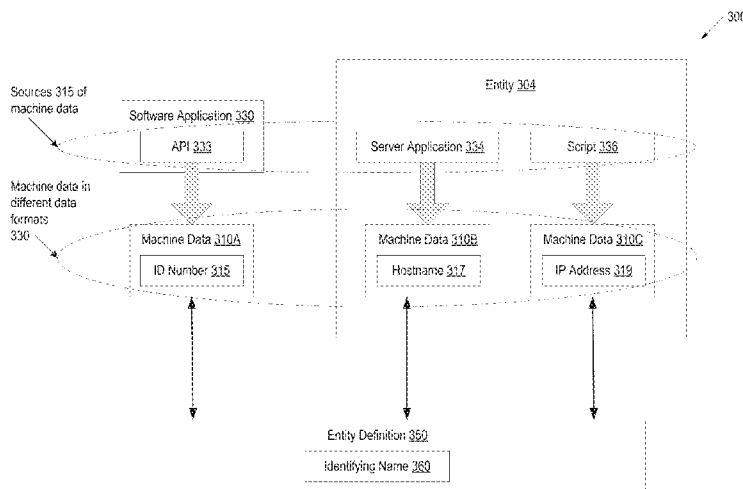 300
Entity 304
Sources 315 of
machine data
Software Application 330
API 333
Server Application 334
Script 336
Machine data in
different data
formats
330
Machine Data 310A
ID Number 315
Machine Data 310B
Hostname 317
Machine Data 310C
IP Address 319
Entity Definition 350
Identifying Name 360